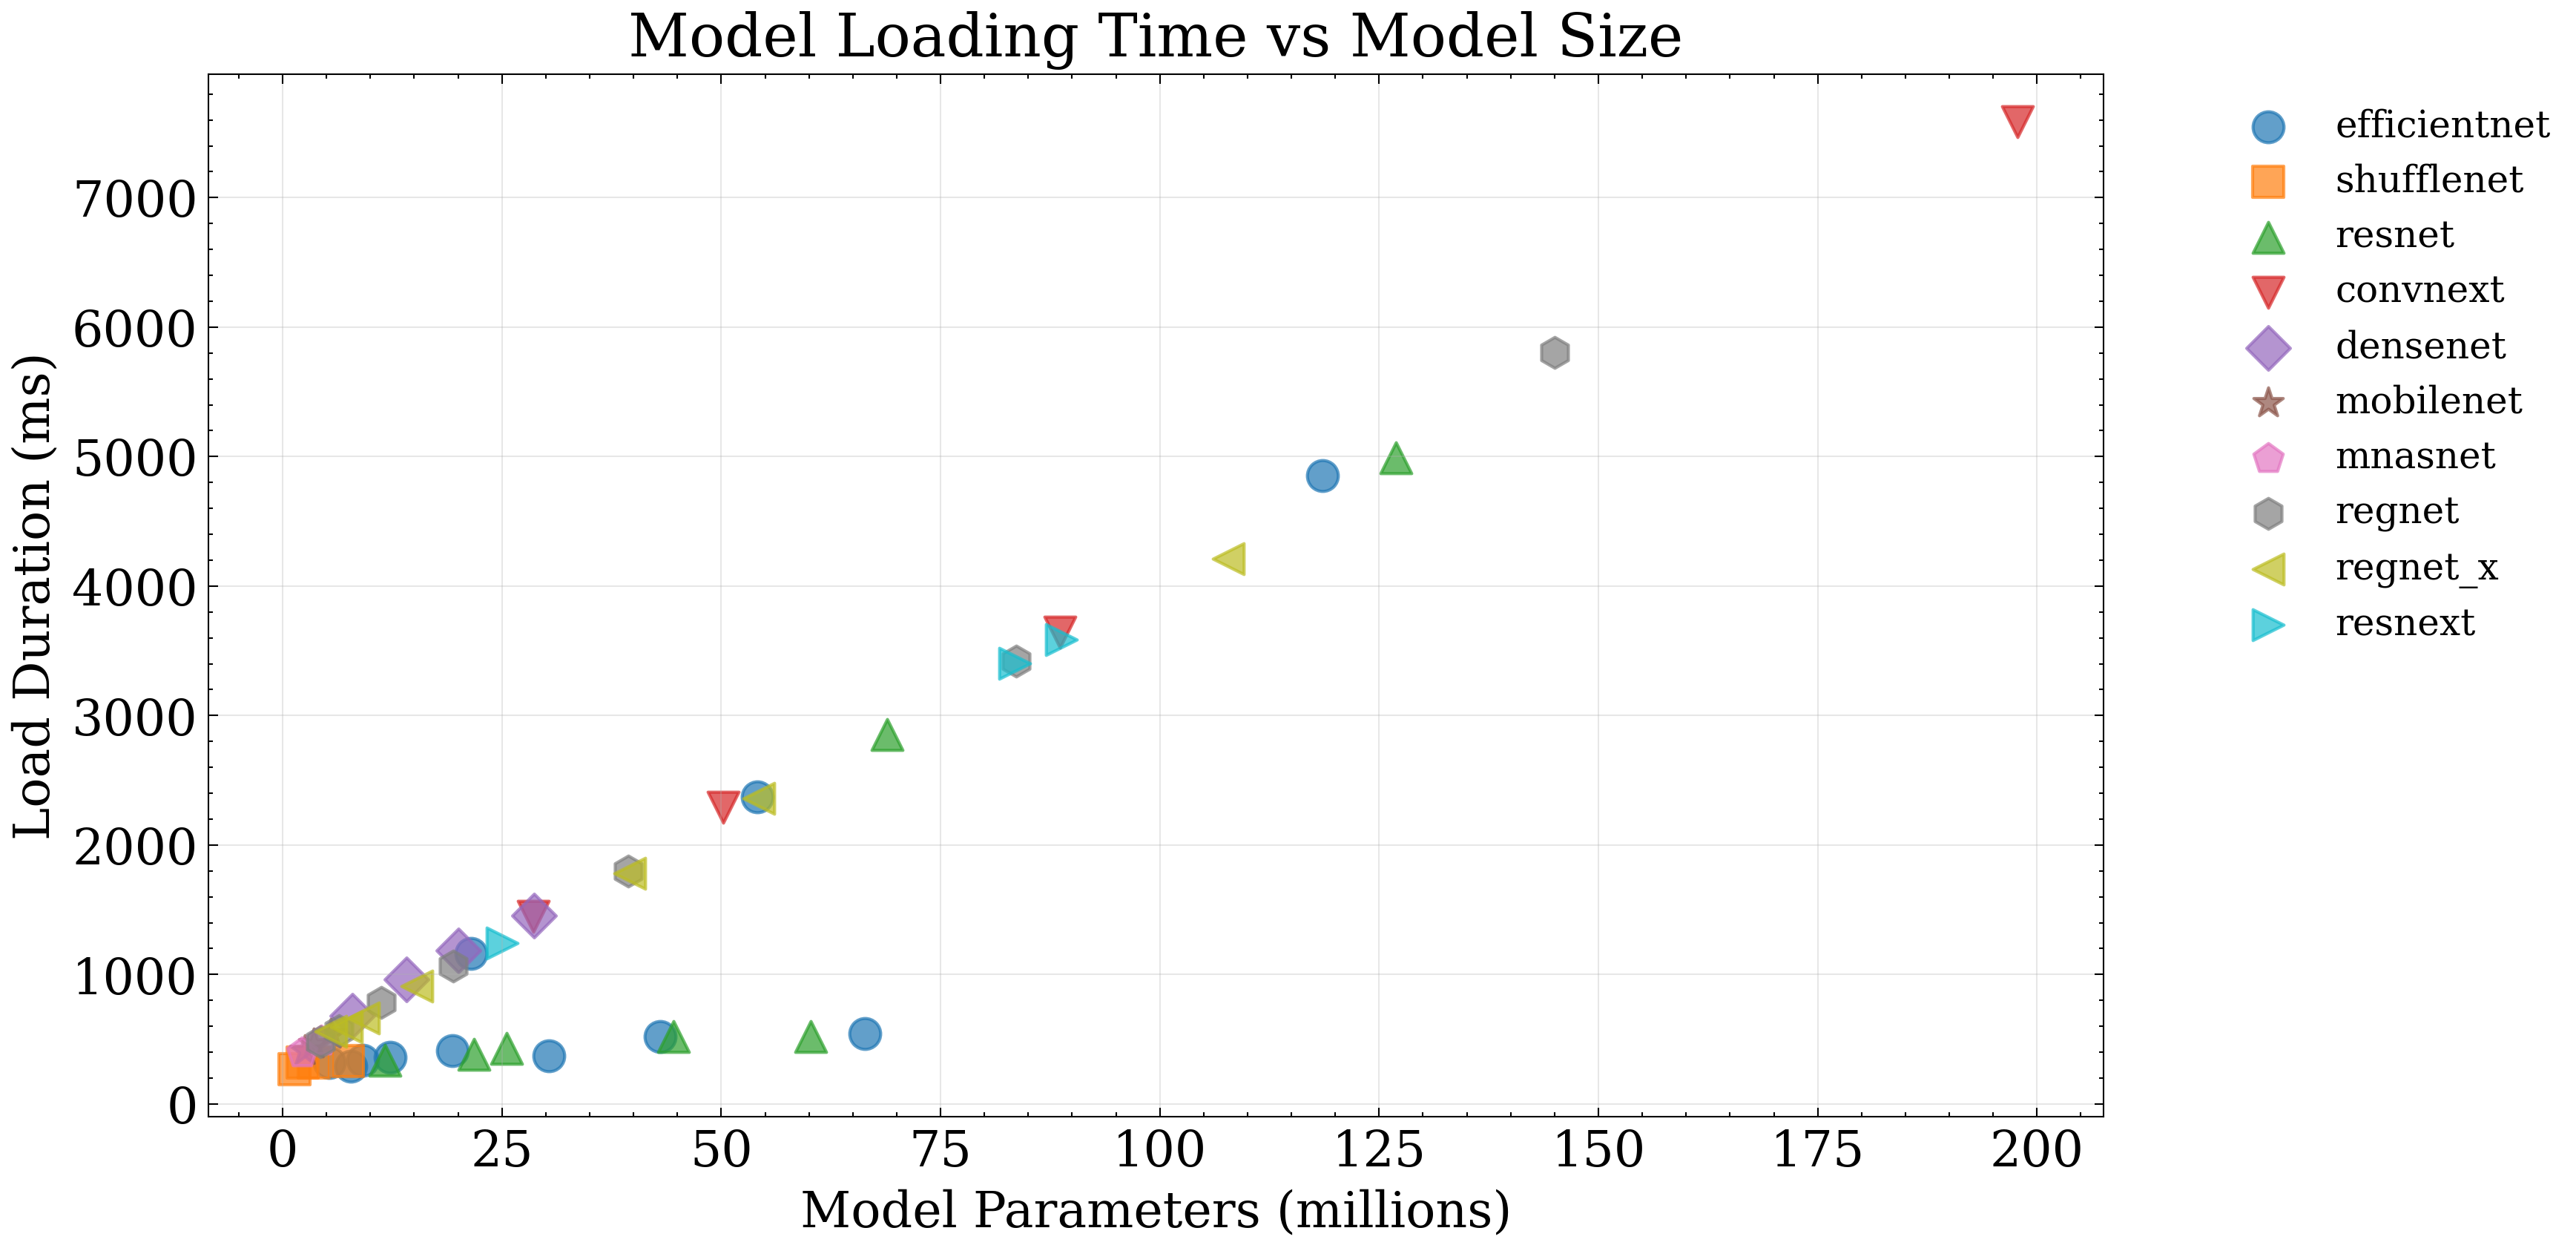 Model Loading Time vs Model Size
Load Duration (ms)
7000
6000
5000
4000
3000
2000
1000
0
0 25 50 75 100 125 150 175 200
Model Parameters (millions)
efficientnet
shufflenet
resnet
convnext
densenet
mobilenet
mnasnet
regnet
regnet_x
resnext